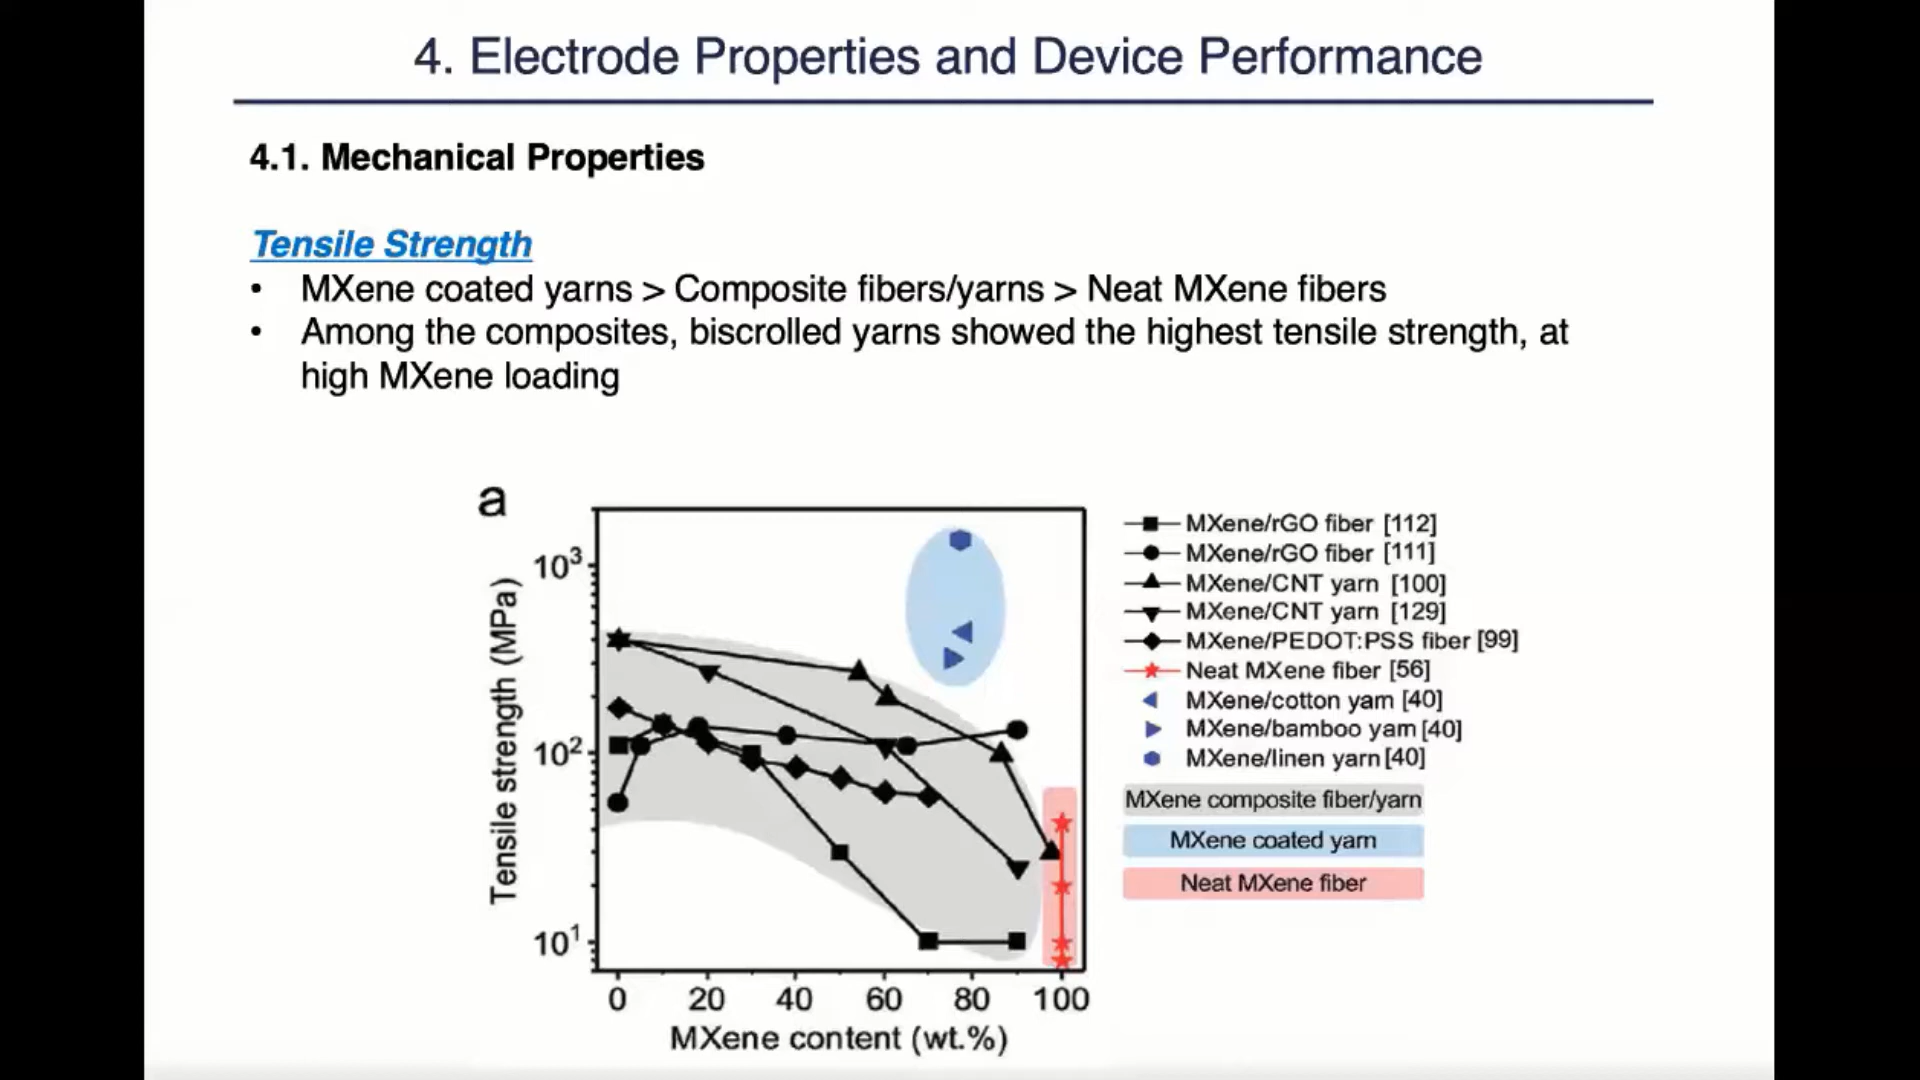 4. Electrode Properties and Device Performance
4.1. Mechanical Properties
Tensile Strength
• MXene coated yarns > Composite fibers/yarns > Neat MXene fibers
• Among the composites, biscrolled yarns showed the highest tensile strength, at
high MXene loading
a
Tensile strength (MPa)
10³
10²
10¹
0 20 40 60 80 100
MXene content (wt.%)
MXene/rGO fiber [112]
MXene/rGO fiber [111]
MXene/CNT yarn [100]
MXene/CNT yarn [129]
MXene/PEDOT:PSS fiber [99]
Neat MXene fiber [56]
MXene/cotton yarn [40]
MXene/bamboo yarn [40]
MXene/linen yarn [40]
MXene composite fiber/yarn
MXene coated yarn
Neat MXene fiber